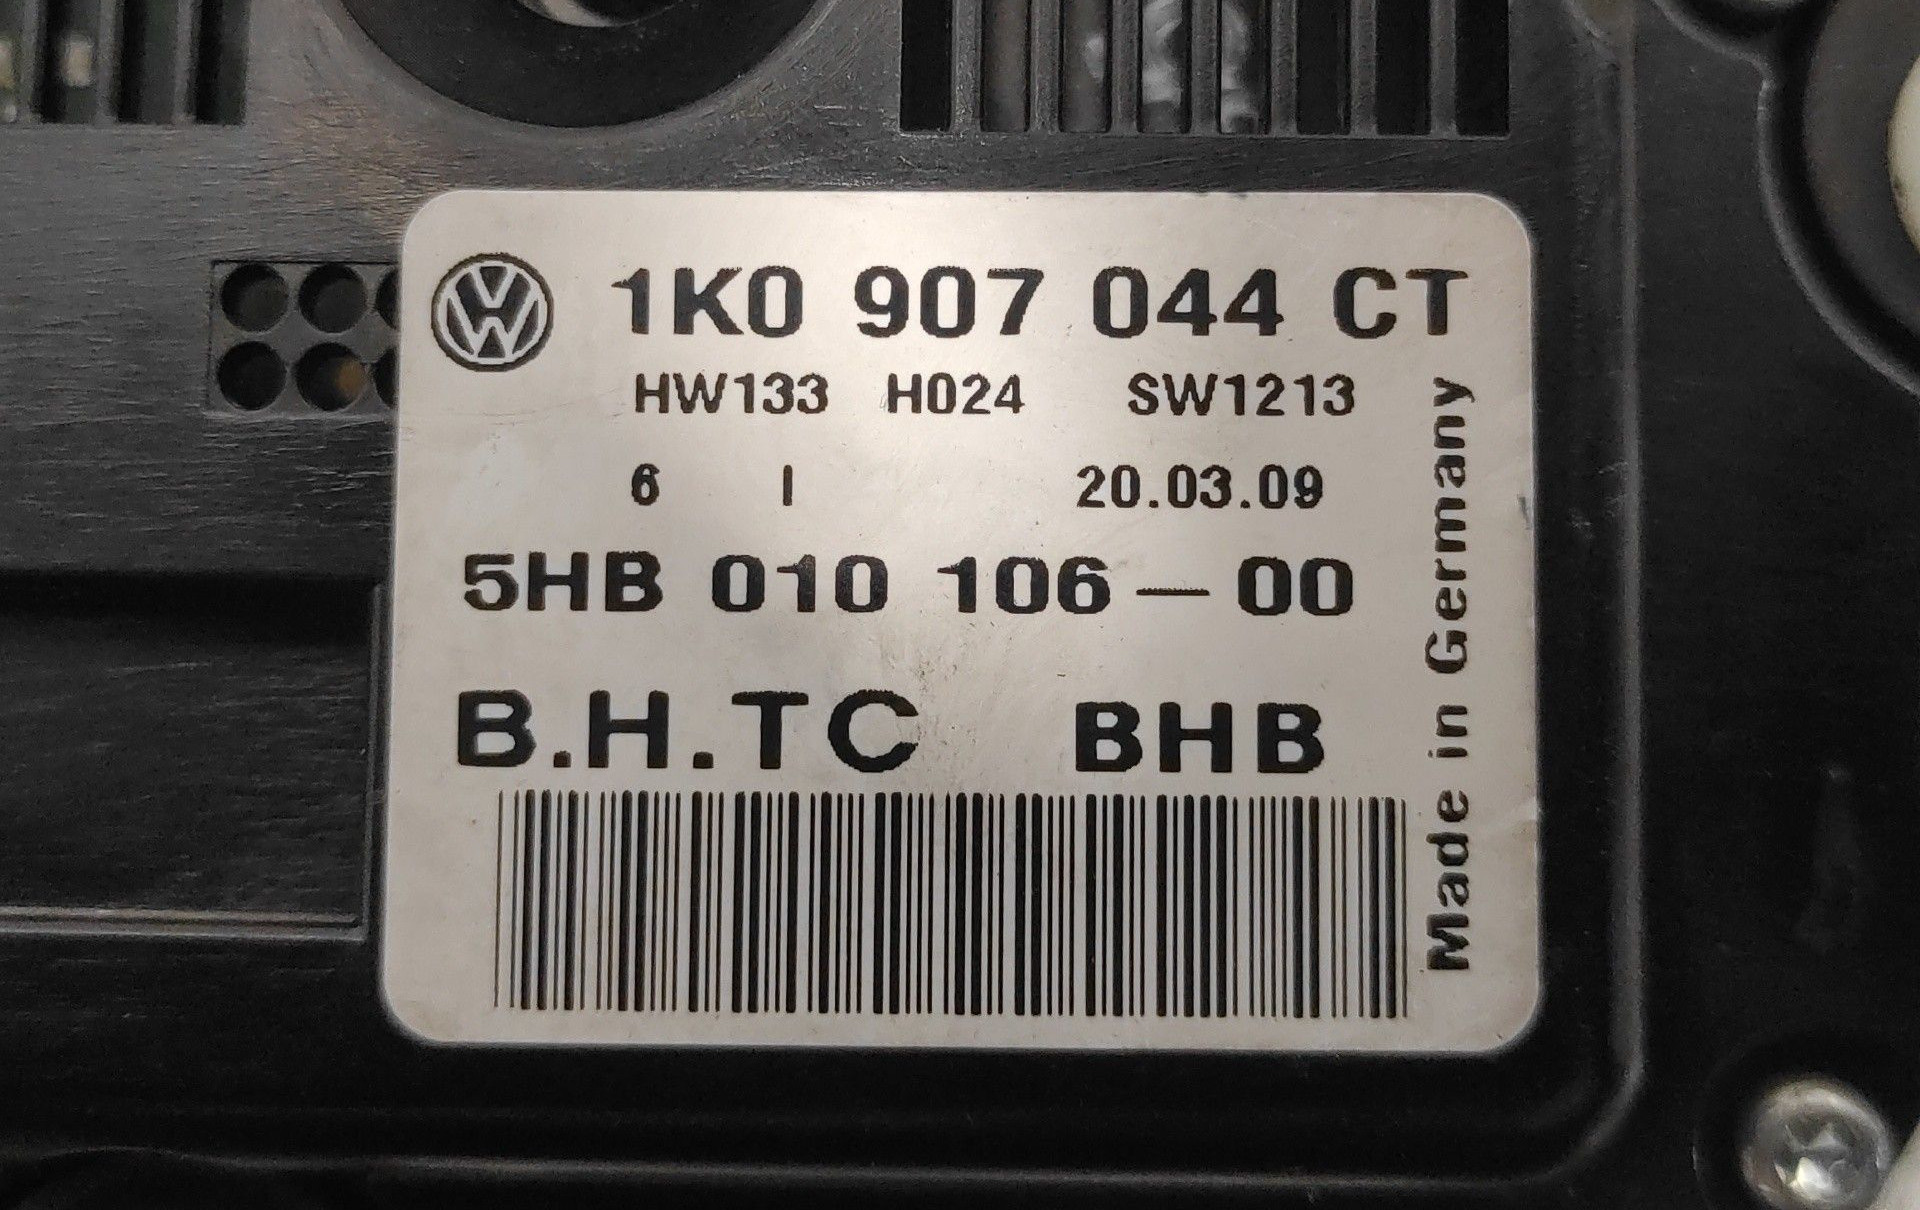 1K0 907 044 CT
HW133 H024 SW1213
6 I 20.03.09
5HB 010 106-00
B.H.TC BHB
Made in Germany